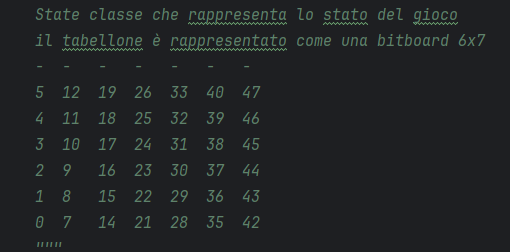 State classe che rappresenta lo stato del gioco
il tabellone è rappresentato come una bitboard 6x7
- - - - - - -
5 12 19 26 33 40 47
4 11 18 25 32 39 46
3 10 17 24 31 38 45
2 9 16 23 30 37 44
1 8 15 22 29 36 43
0 7 14 21 28 35 42
"""